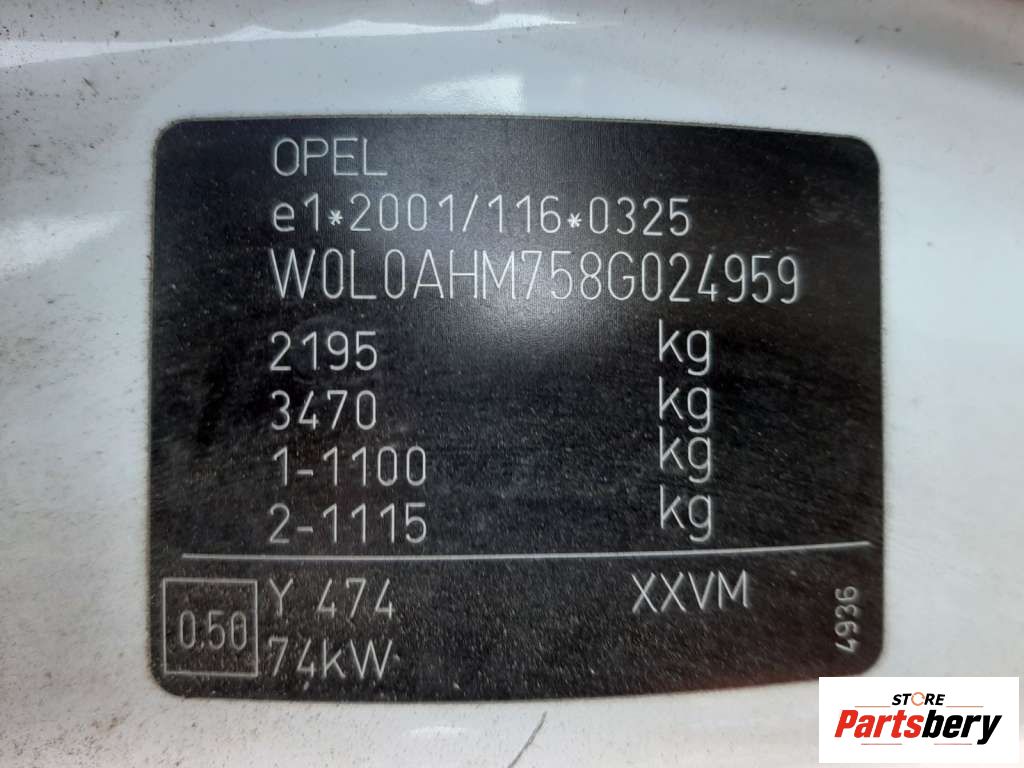 OPEL
e1*2001/116*0325
W0L0AHM758G024959
2195 kg
3470 kg
1-1100 kg
2-1115 kg
0.50
Y 474 XXVM
74kW
4936
STORE
Partsbery